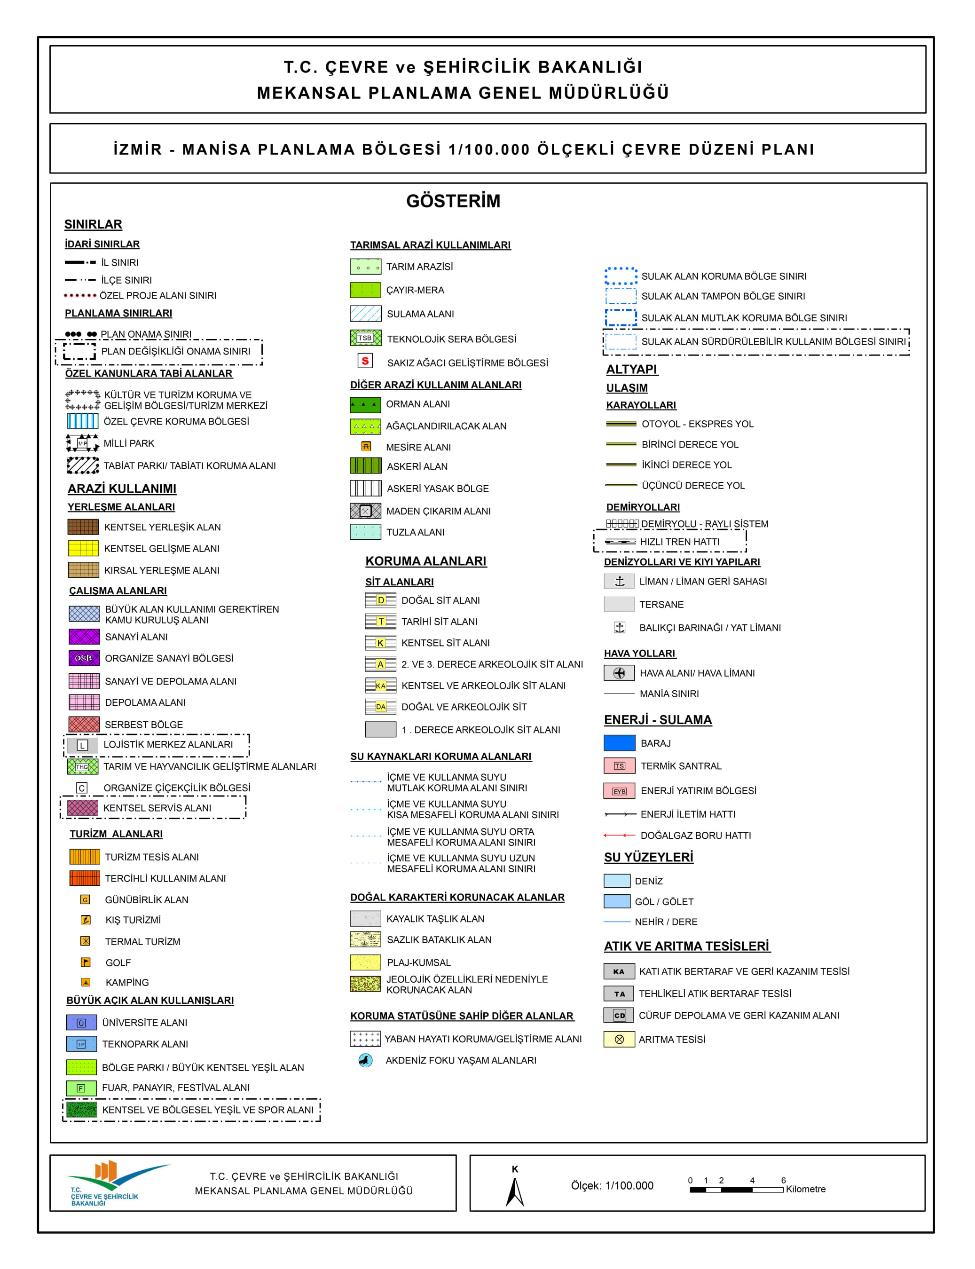 T.C. ÇEVRE ve ŞEHİRCİLİK BAKANLIĞI
MEKANSAL PLANLAMA GENEL MÜDÜRLÜĞÜ
İZMİR - MANİSA PLANLAMA BÖLGESİ 1/100.000 ÖLÇEKLİ ÇEVRE DÜZENİ PLANI
GÖSTERİM
SINIRLAR
İDARİ SINIRLAR
İL SINIRI
İLÇE SINIRI
ÖZEL PROJE ALANI SINIRI
PLANLAMA SINIRLARI
PLAN ONAMA SINIRI
PLAN DEĞİŞİKLİĞİ ONAMA SINIRI
ÖZEL KANUNLARA TABİ ALANLAR
KÜLTÜR VE TURİZM KORUMA VE
GELİŞİM BÖLGESİ/TURİZM MERKEZİ
ÖZEL ÇEVRE KORUMA BÖLGESİ
MİLLİ PARK
TABİAT PARKI/ TABİATI KORUMA ALANI
ARAZİ KULLANIMI
YERLEŞME ALANLARI
KENTSEL YERLEŞİK ALAN
KENTSEL GELİŞME ALANI
KIRSAL YERLEŞME ALANI
ÇALIŞMA ALANLARI
BÜYÜK ALAN KULLANIMI GEREKTİREN
KAMU KURULUŞ ALANI
SANAYİ ALANI
OSB ORGANİZE SANAYİ BÖLGESİ
SANAYİ VE DEPOLAMA ALANI
DEPOLAMA ALANI
SERBEST BÖLGE
L LOJİSTİK MERKEZ ALANLARI
THG TARIM VE HAYVANCILIK GELİŞTİRME ALANLARI
C ORGANİZE ÇİÇEKÇİLİK BÖLGESİ
KENTSEL SERVİS ALANI
TURİZM ALANLARI
TURİZM TESİS ALANI
TERCİHLİ KULLANIM ALANI
G GÜNÜBİRLİK ALAN
KIŞ TURİZMİ
TERMAL TURİZM
GOLF
KAMPİNG
BÜYÜK AÇIK ALAN KULLANIŞLARI
Ü ÜNİVERSİTE ALANI
TEKNOPARK ALANI
BÖLGE PARKI / BÜYÜK KENTSEL YEŞİL ALAN
F FUAR, PANAYIR, FESTİVAL ALANI
KENTSEL VE BÖLGESEL YEŞİL VE SPOR ALANI
TARIMSAL ARAZİ KULLANIMLARI
TARIM ARAZİSİ
ÇAYIR-MERA
SULAMA ALANI
TSB TEKNOLOJİK SERA BÖLGESİ
S SAKIZ AĞACI GELİŞTİRME BÖLGESİ
DİĞER ARAZİ KULLANIM ALANLARI
ORMAN ALANI
AĞAÇLANDIRILACAK ALAN
MESİRE ALANI
ASKERİ ALAN
ASKERİ YASAK BÖLGE
MADEN ÇIKARIM ALANI
TUZLA ALANI
KORUMA ALANLARI
SİT ALANLARI
D DOĞAL SİT ALANI
T TARİHİ SİT ALANI
K KENTSEL SİT ALANI
A 2. VE 3. DERECE ARKEOLOJİK SİT ALANI
KA KENTSEL VE ARKEOLOJİK SİT ALANI
DA DOĞAL VE ARKEOLOJİK SİT
1 . DERECE ARKEOLOJİK SİT ALANI
SU KAYNAKLARI KORUMA ALANLARI
İÇME VE KULLANMA SUYU
MUTLAK KORUMA ALANI SINIRI
İÇME VE KULLANMA SUYU
KISA MESAFELİ KORUMA ALANI SINIRI
İÇME VE KULLANMA SUYU ORTA
MESAFELİ KORUMA ALANI SINIRI
İÇME VE KULLANMA SUYU UZUN
MESAFELİ KORUMA ALANI SINIRI
DOĞAL KARAKTERİ KORUNACAK ALANLAR
KAYALIK TAŞLIK ALAN
SAZLIK BATAKLIK ALAN
PLAJ-KUMSAL
JEOLOJİK ÖZELLİKLERİ NEDENİYLE
KORUNACAK ALAN
KORUMA STATÜSÜNE SAHİP DİĞER ALANLAR
YABAN HAYATI KORUMA/GELİŞTİRME ALANI
AKDENİZ FOKU YAŞAM ALANLARI
SULAK ALAN KORUMA BÖLGE SINIRI
SULAK ALAN TAMPON BÖLGE SINIRI
SULAK ALAN MUTLAK KORUMA BÖLGE SINIRI
SULAK ALAN SÜRDÜRÜLEBİLİR KULLANIM BÖLGESİ SINIRI
ALTYAPI
ULAŞIM
KARAYOLLARI
OTOYOL - EKSPRES YOL
BİRİNCİ DERECE YOL
İKİNCİ DERECE YOL
ÜÇÜNCÜ DERECE YOL
DEMİRYOLLARI
DEMİRYOLU - RAYLI SİSTEM
HIZLI TREN HATTI
DENİZYOLLARI VE KIYI YAPILARI
LİMAN / LİMAN GERİ SAHASI
TERSANE
BALIKÇI BARINAĞI / YAT LİMANI
HAVA YOLLARI
HAVA ALANI/ HAVA LİMANI
MANİA SINIRI
ENERJİ - SULAMA
BARAJ
TS TERMİK SANTRAL
EYB ENERJİ YATIRIM BÖLGESİ
ENERJİ İLETİM HATTI
DOĞALGAZ BORU HATTI
SU YÜZEYLERİ
DENİZ
GÖL / GÖLET
NEHİR / DERE
ATIK VE ARITMA TESİSLERİ
KA KATI ATIK BERTARAF VE GERİ KAZANIM TESİSİ
TA TEHLİKELİ ATIK BERTARAF TESİSİ
CD CÜRUF DEPOLAMA VE GERİ KAZANIM ALANI
ARITMA TESİSİ
T.C.
ÇEVRE VE ŞEHİRCİLİK
BAKANLIĞI
T.C. ÇEVRE ve ŞEHİRCİLİK BAKANLIĞI
MEKANSAL PLANLAMA GENEL MÜDÜRLÜĞÜ
K
Ölçek: 1/100.000
0 1 2 4 6
Kilometre